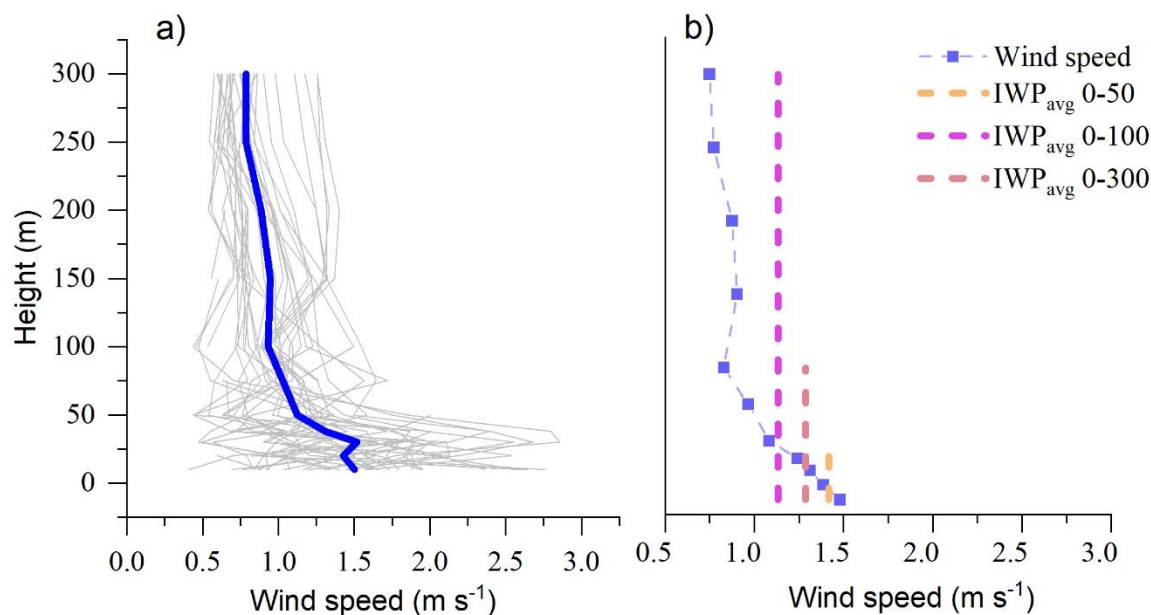 a)
300
250
200
150
100
50
0
Height (m)
0.0 0.5 1.0 1.5 2.0 2.5 3.0
Wind speed (m s⁻¹)
b)
Wind speed
IWPavg 0-50
IWPavg 0-100
IWPavg 0-300
0.5 1.0 1.5 2.0 2.5 3.0
Wind speed (m s⁻¹)